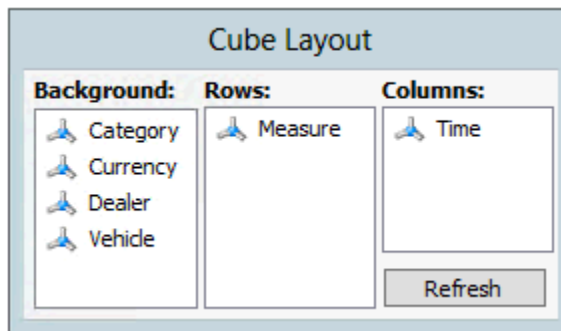 Cube Layout
Background:
Rows:
Columns:
Category
Measure
Time
Currency
Dealer
Vehicle
Refresh